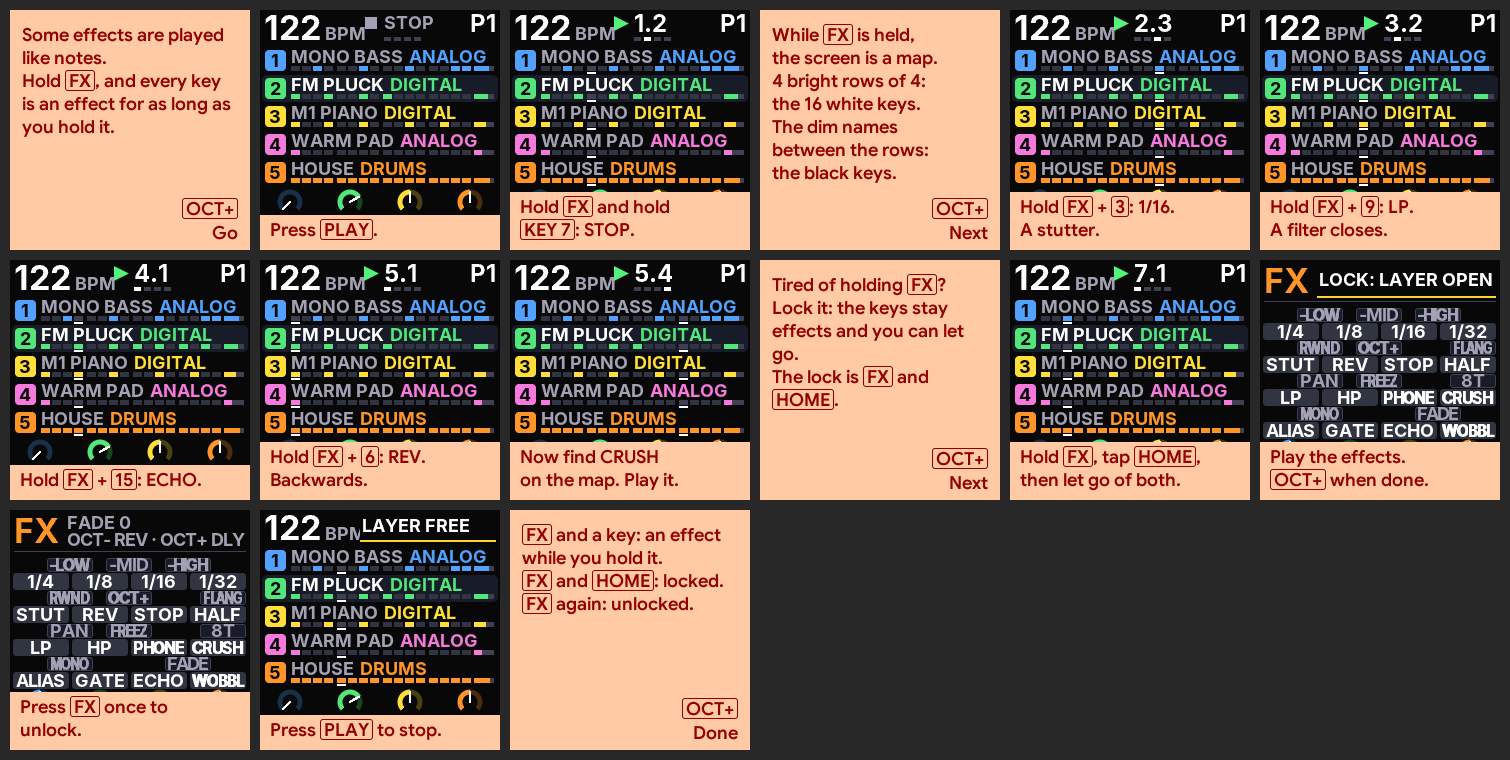 Some effects are played
like notes.
Hold FX, and every key
is an effect for as long as
you hold it.
OCT+
Go
122 BPM STOP P1
1 MONO BASS ANALOG
2 FM PLUCK DIGITAL
3 M1 PIANO DIGITAL
4 WARM PAD ANALOG
5 HOUSE DRUMS
Press PLAY.
122 BPM 1.2 P1
1 MONO BASS ANALOG
2 FM PLUCK DIGITAL
3 M1 PIANO DIGITAL
4 WARM PAD ANALOG
5 HOUSE DRUMS
Hold FX and hold
KEY 7: STOP.
While FX is held,
the screen is a map.
4 bright rows of 4:
the 16 white keys.
The dim names
between the rows:
the black keys.
OCT+
Next
122 BPM 2.3 P1
1 MONO BASS ANALOG
2 FM PLUCK DIGITAL
3 M1 PIANO DIGITAL
4 WARM PAD ANALOG
5 HOUSE DRUMS
Hold FX + 3: 1/16.
A stutter.
122 BPM 3.2 P1
1 MONO BASS ANALOG
2 FM PLUCK DIGITAL
3 M1 PIANO DIGITAL
4 WARM PAD ANALOG
5 HOUSE DRUMS
Hold FX + 9: LP.
A filter closes.
122 BPM 4.1 P1
1 MONO BASS ANALOG
2 FM PLUCK DIGITAL
3 M1 PIANO DIGITAL
4 WARM PAD ANALOG
5 HOUSE DRUMS
Hold FX + 15: ECHO.
122 BPM 5.1 P1
1 MONO BASS ANALOG
2 FM PLUCK DIGITAL
3 M1 PIANO DIGITAL
4 WARM PAD ANALOG
5 HOUSE DRUMS
Hold FX + 6: REV.
Backwards.
122 BPM 5.4 P1
1 MONO BASS ANALOG
2 FM PLUCK DIGITAL
3 M1 PIANO DIGITAL
4 WARM PAD ANALOG
5 HOUSE DRUMS
Now find CRUSH
on the map. Play it.
Tired of holding FX?
Lock it: the keys stay
effects and you can let
go.
The lock is FX and
HOME.
OCT+
Next
122 BPM 7.1 P1
1 MONO BASS ANALOG
2 FM PLUCK DIGITAL
3 M1 PIANO DIGITAL
4 WARM PAD ANALOG
5 HOUSE DRUMS
Hold FX, tap HOME,
then let go of both.
FX LOCK: LAYER OPEN
-LOW -MID -HIGH
1/4 1/8 1/16 1/32
RWND OCT+ FLANG
STUT REV STOP HALF
PAN FREEZ 8T
LP HP PHONE CRUSH
MONO FADE
ALIAS GATE ECHO WOBBL
Play the effects.
OCT+ when done.
FX FADE 0
OCT- REV · OCT+ DLY
-LOW -MID -HIGH
1/4 1/8 1/16 1/32
RWND OCT+ FLANG
STUT REV STOP HALF
PAN FREEZ 8T
LP HP PHONE CRUSH
MONO FADE
ALIAS GATE ECHO WOBBL
Press FX once to
unlock.
122 BPM LAYER FREE
1 MONO BASS ANALOG
2 FM PLUCK DIGITAL
3 M1 PIANO DIGITAL
4 WARM PAD ANALOG
5 HOUSE DRUMS
Press PLAY to stop.
FX and a key: an effect
while you hold it.
FX and HOME: locked.
FX again: unlocked.
OCT+
Done